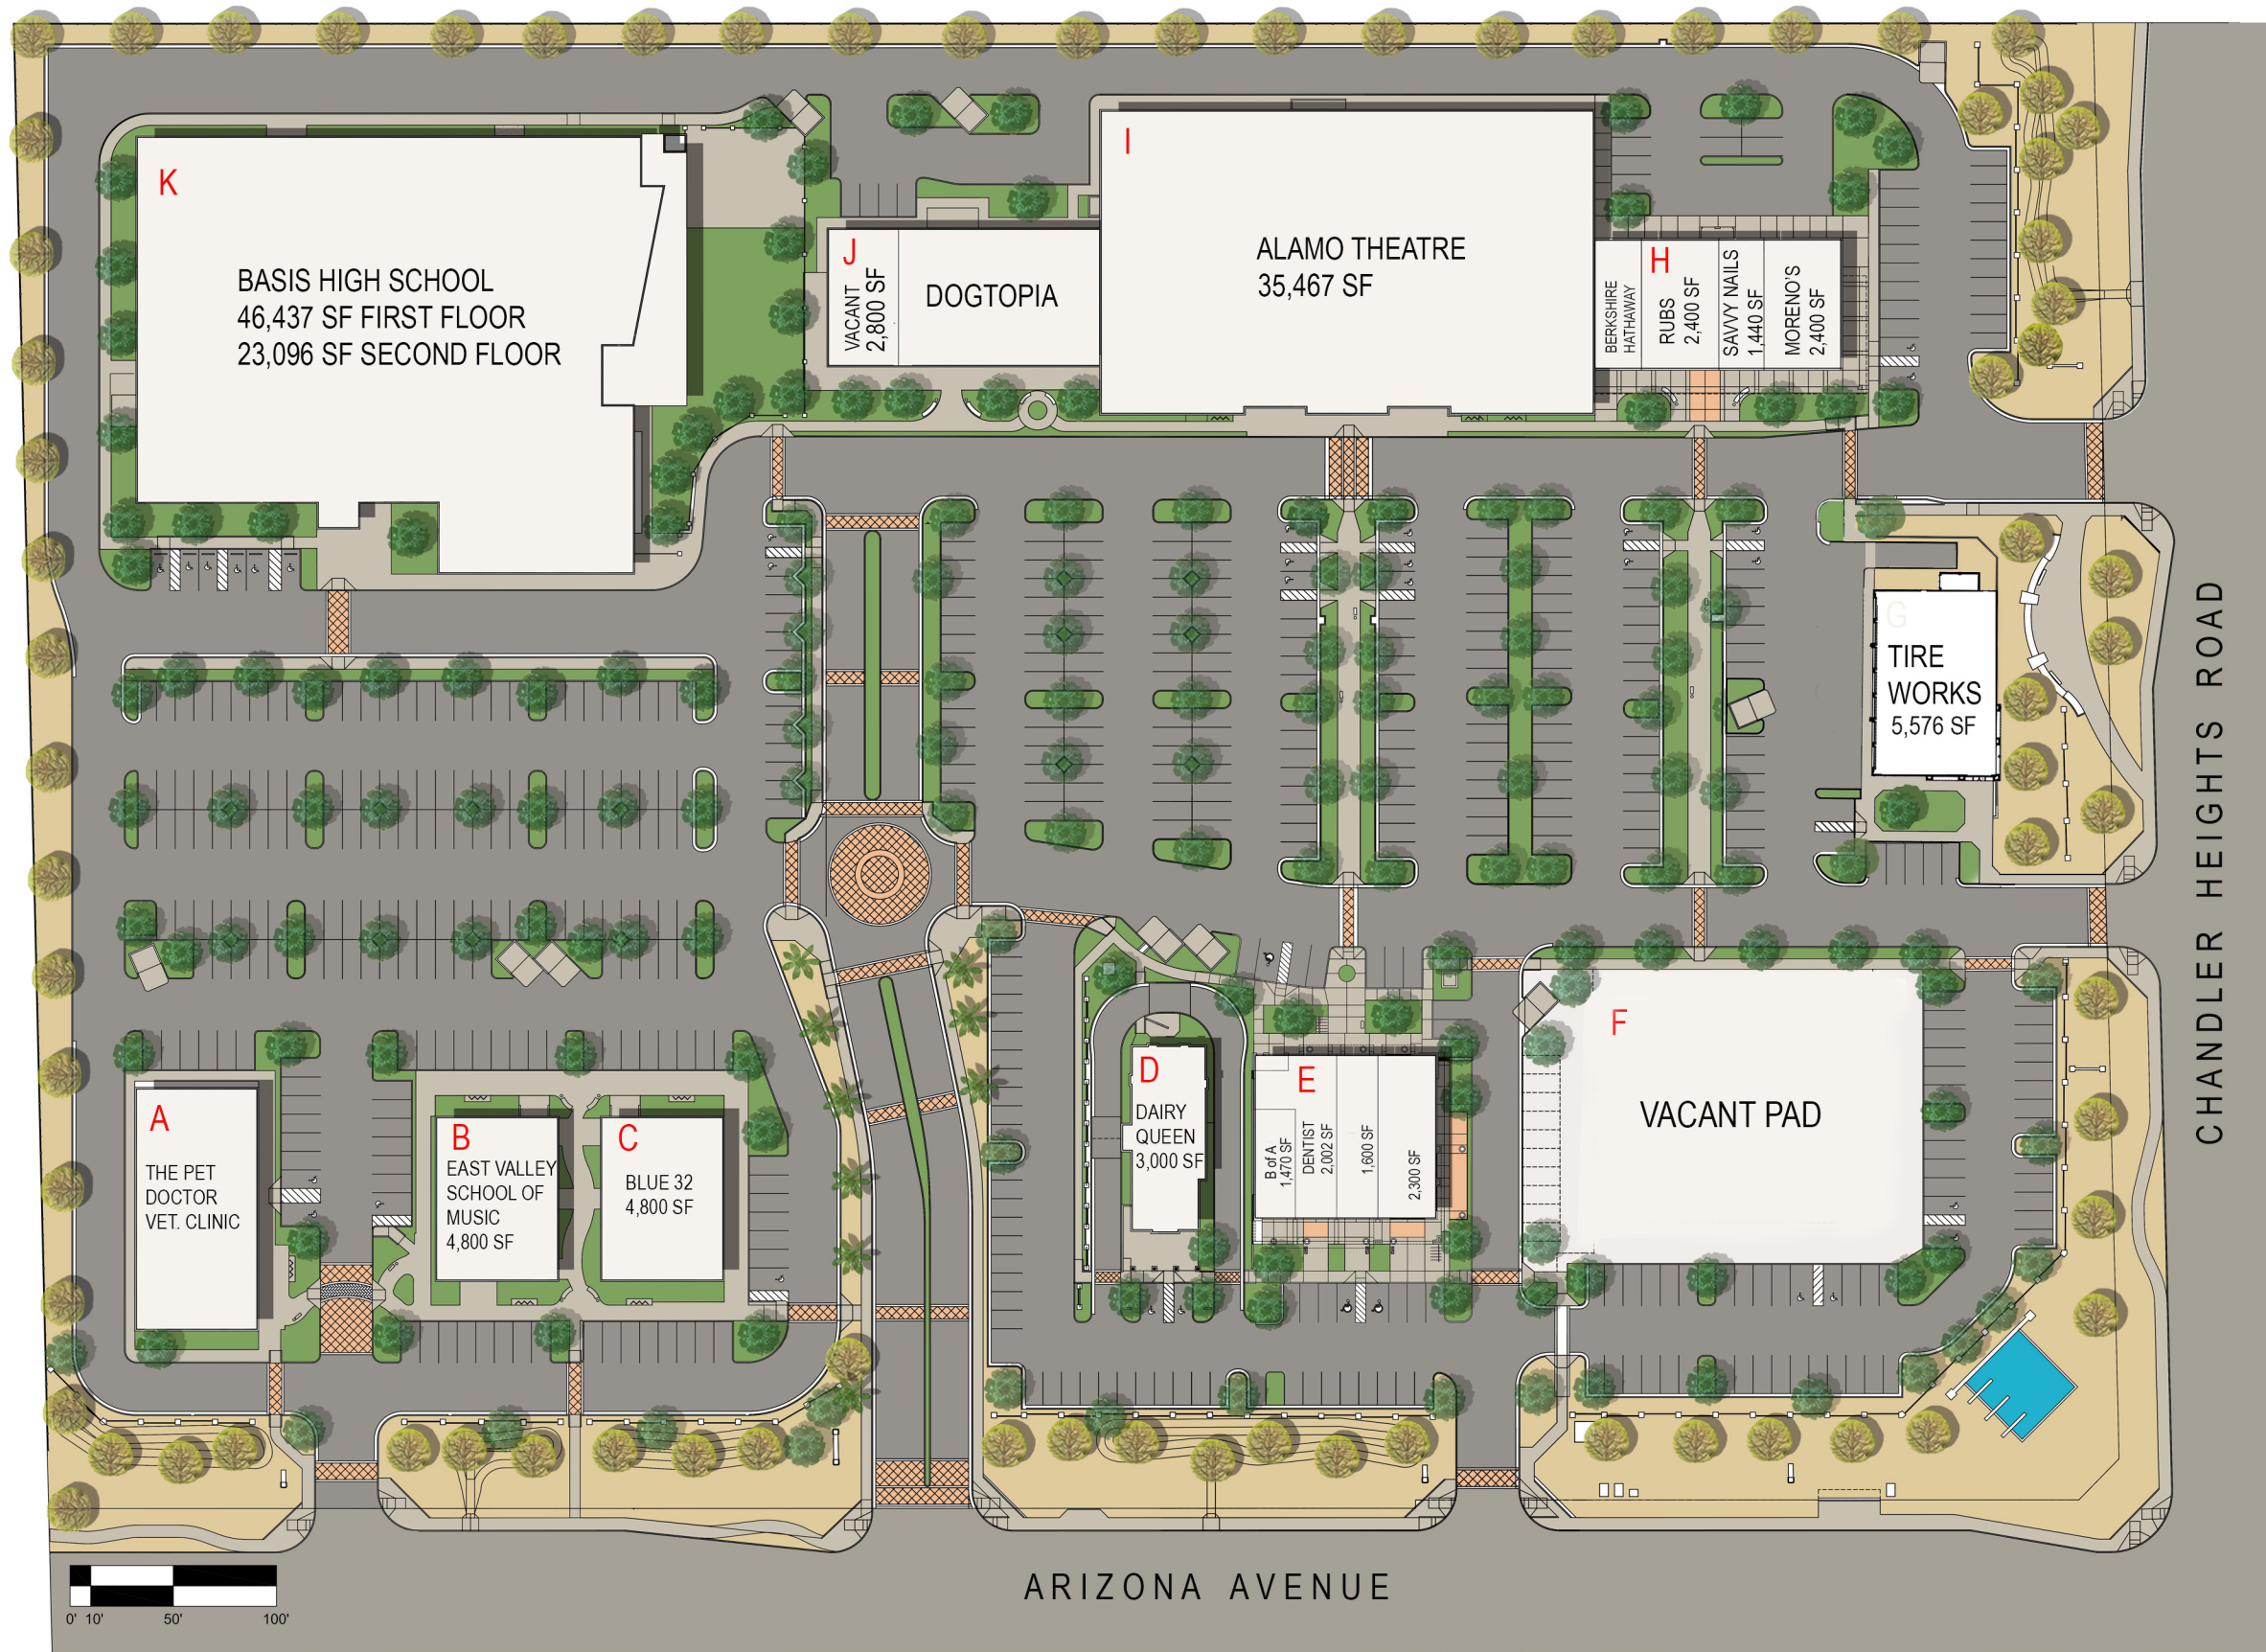 K
BASIS HIGH SCHOOL
46,437 SF FIRST FLOOR
23,096 SF SECOND FLOOR
J
VACANT
2,800 SF
DOGTOPIA
I
ALAMO THEATRE
35,467 SF
BERKSHIRE
HATHAWAY
H
RUBS
2,400 SF
SAVVY NAILS
1,440 SF
MORENO'S
2,400 SF
G
TIRE
WORKS
5,576 SF
CHANDLER HEIGHTS ROAD
A
THE PET
DOCTOR
VET. CLINIC
B
EAST VALLEY
SCHOOL OF
MUSIC
4,800 SF
C
BLUE 32
4,800 SF
D
DAIRY
QUEEN
3,000 SF
E
B of A
1,470 SF
DENTIST
2,002 SF
1,600 SF
2,300 SF
F
VACANT PAD
ARIZONA AVENUE
0' 10' 50' 100'